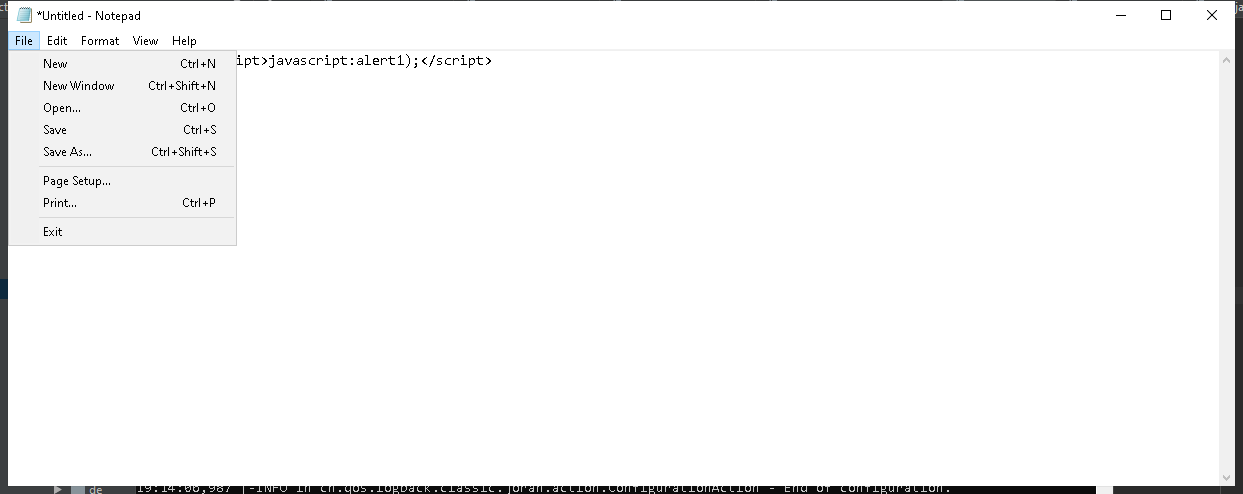 *Untitled - Notepad
File Edit Format View Help
ipt>javascript:alert1);</script>
New Ctrl+N
New Window Ctrl+Shift+N
Open... Ctrl+O
Save Ctrl+S
Save As... Ctrl+Shift+S
Page Setup...
Print... Ctrl+P
Exit
de 19:14:06,987 |-INFO in ch.qos.logback.classic.joran.action.ConfigurationAction - End of configuration.